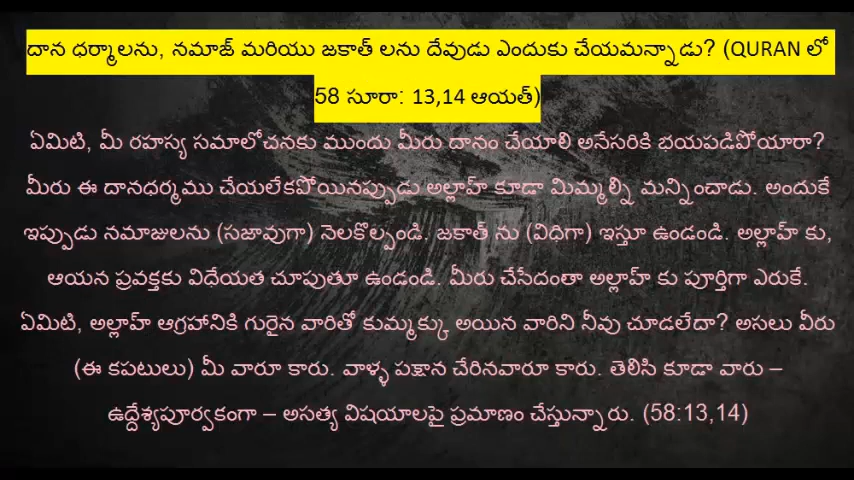 దాన ధర్మాలను, నమాజ్ మరియు జకాత్ లను దేవుడు ఎందుకు చేయమన్నాడు? (QURAN లో
58 సూరా: 13,14 ఆయత్)
ఏమిటి, మీ రహస్య సమాలోచనకు ముందు మీరు దానం చేయాలి అనేసరికి భయపడిపోయారా?
మీరు ఈ దానధర్మము చేయలేకపోయినప్పుడు అల్లాహ్ కూడా మిమ్మల్ని మన్నించాడు. అందుకే
ఇప్పుడు నమాజులను (సజావుగా) నెలకొల్పండి. జకాత్ ను (విధిగా) ఇస్తూ ఉండండి. అల్లాహ్ కు,
ఆయన ప్రవక్తకు విధేయత చూపుతూ ఉండండి. మీరు చేసేదంతా అల్లాహ్ కు పూర్తిగా ఎరుకే.
ఏమిటి, అల్లాహ్ ఆగ్రహానికి గురైన వారితో కుమ్మక్కు అయిన వారిని నీవు చూడలేదా? అసలు వీరు
(ఈ కపటులు) మీ వారూ కారు. వాళ్ళ పక్షాన చేరినవారూ కారు. తెలిసి కూడా వారు –
ఉద్దేశ్యపూర్వకంగా – అసత్య విషయాలపై ప్రమాణం చేస్తున్నారు. (58:13,14)